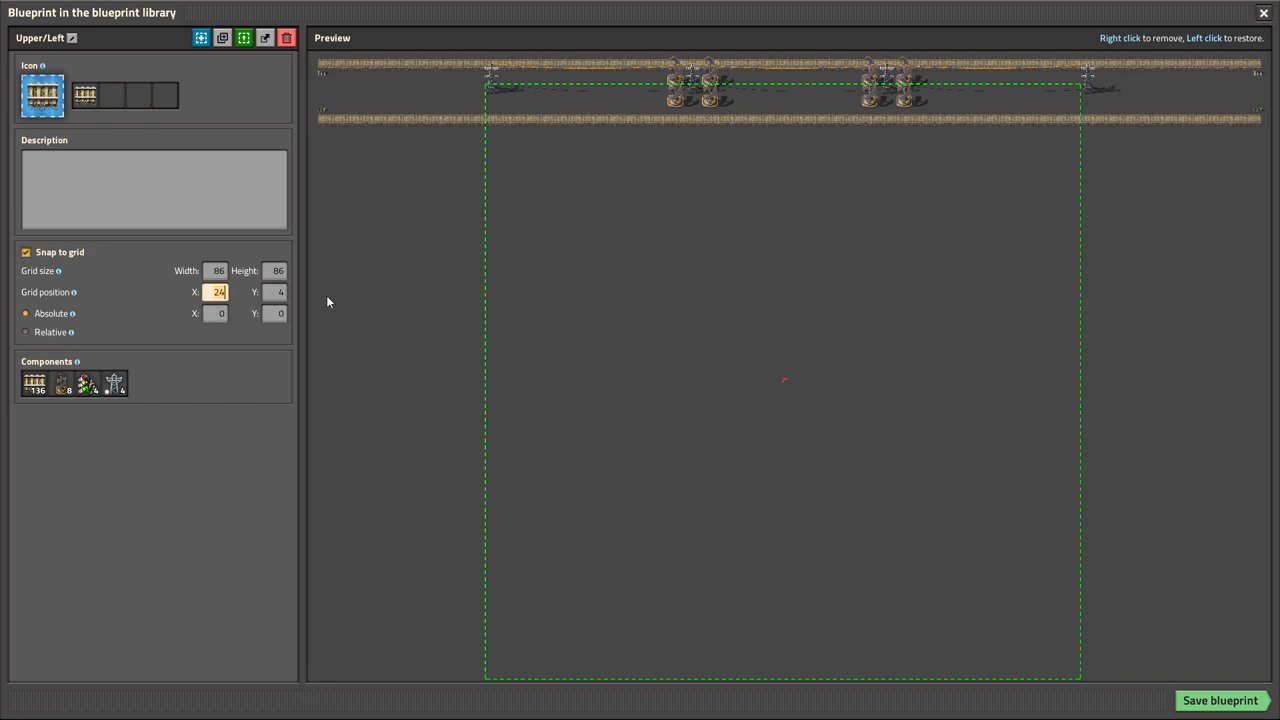 Blueprint in the blueprint library
Upper/Left
Preview
Right click to remove, Left click to restore.
Icon
Description
Snap to grid
Grid size Width: 86 Height: 86
Grid position X: 24 Y: 4
Absolute X: 0 Y: 0
Relative
Components
136 8 4 4
Save blueprint